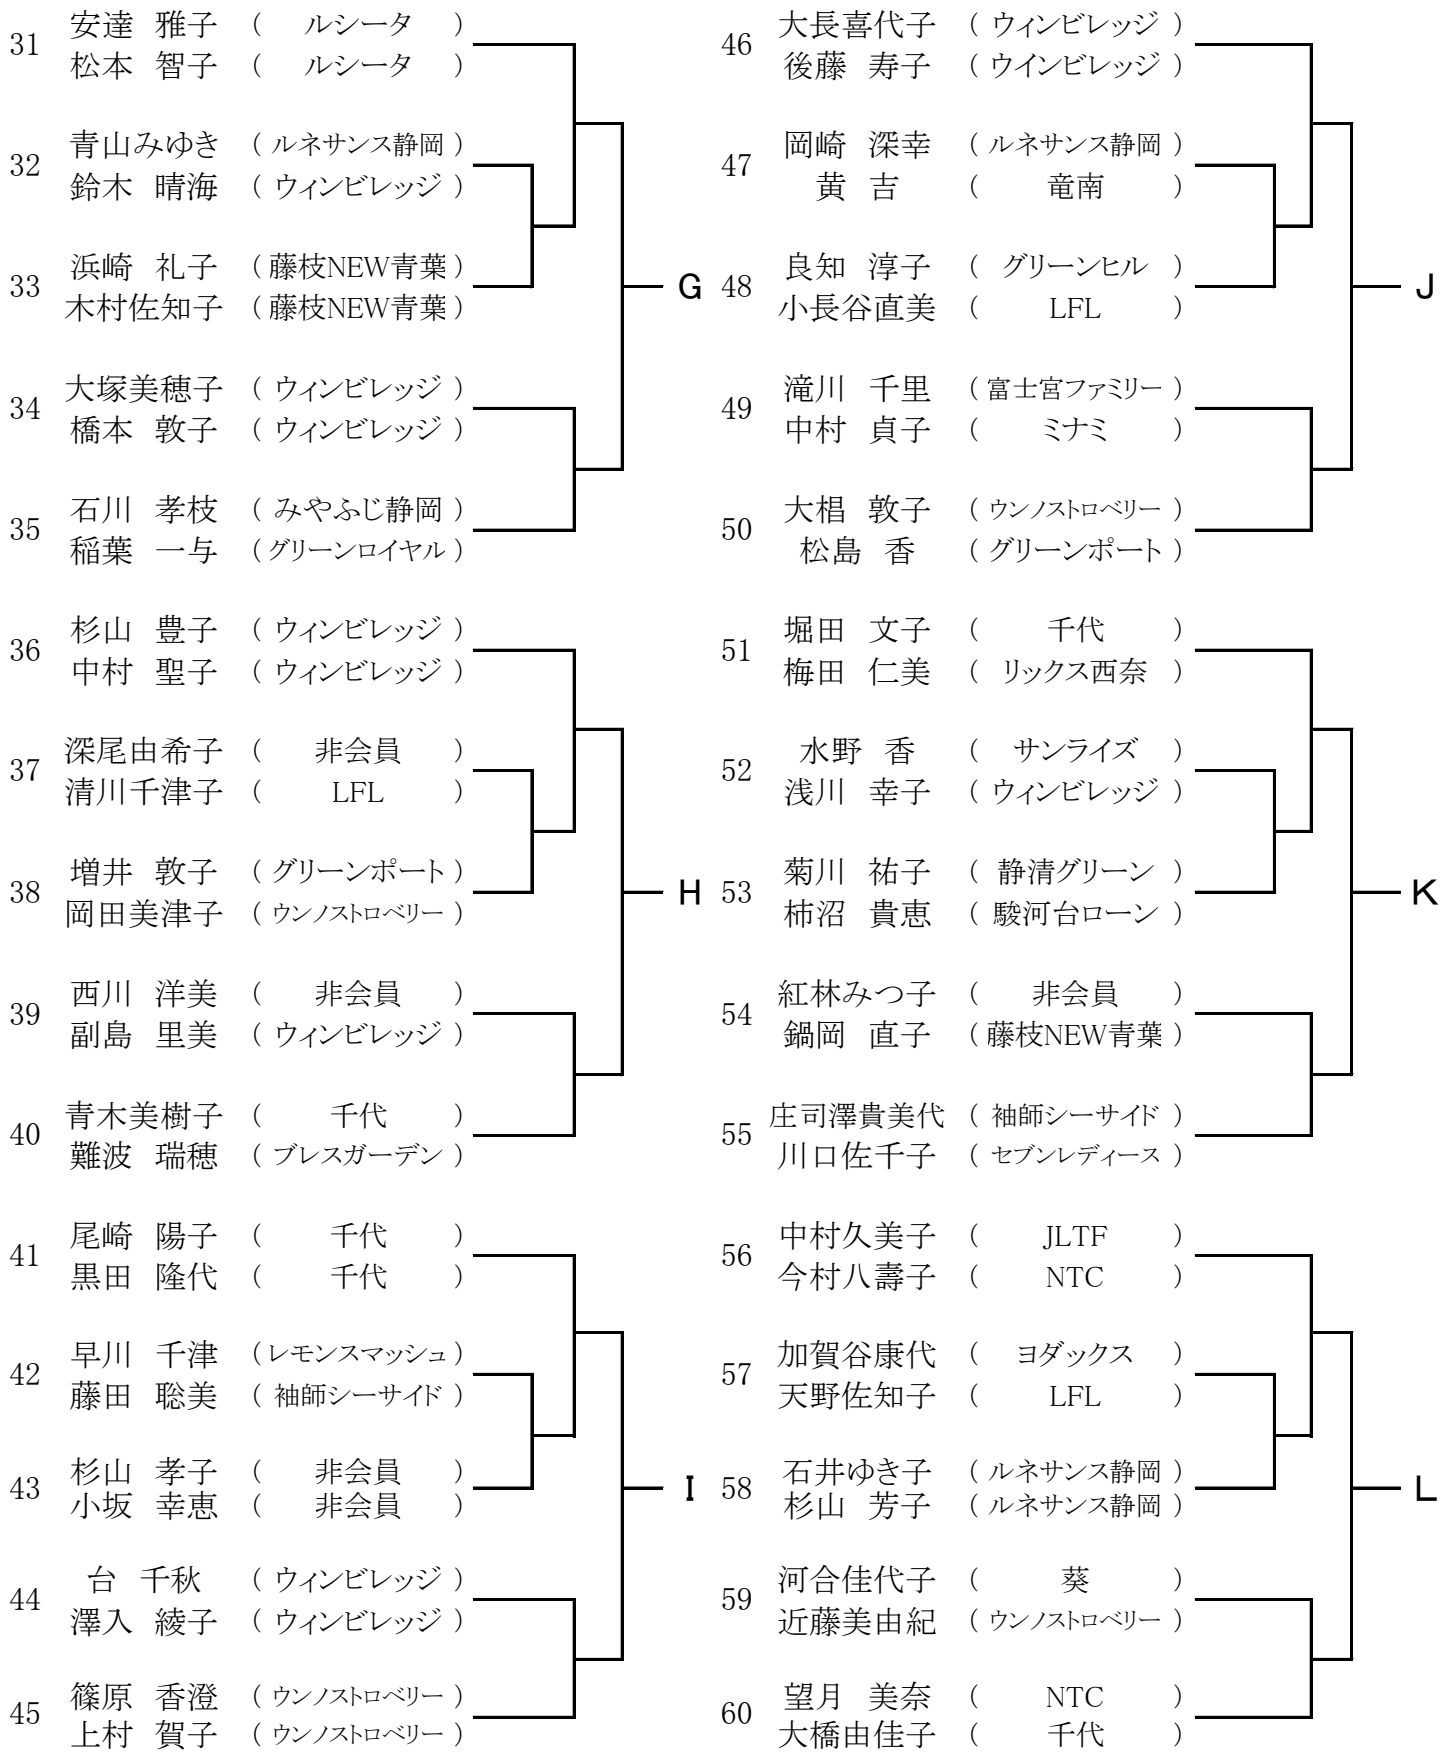 31
安達 雅子 ( ルシータ )
松本 智子 ( ルシータ )
32
青山みゆき ( ルネサンス静岡 )
鈴木 晴海 ( ウィンビレッジ )
33
浜崎 礼子 ( 藤枝NEW青葉 )
木村佐知子 ( 藤枝NEW青葉 )
G
34
大塚美穂子 ( ウィンビレッジ )
橋本 敦子 ( ウィンビレッジ )
35
石川 孝枝 ( みやふじ静岡 )
稲葉 一与 ( グリーンロイヤル )
36
杉山 豊子 ( ウィンビレッジ )
中村 聖子 ( ウィンビレッジ )
37
深尾由希子 ( 非会員 )
清川千津子 ( LFL )
38
増井 敦子 ( グリーンポート )
岡田美津子 ( ウンノストロベリー )
H
39
西川 洋美 ( 非会員 )
副島 里美 ( ウィンビレッジ )
40
青木美樹子 ( 千代 )
難波 瑞穂 ( ブレスガーデン )
41
尾崎 陽子 ( 千代 )
黒田 隆代 ( 千代 )
42
早川 千津 ( レモンスマッシュ )
藤田 聡美 ( 袖師シーサイド )
43
杉山 孝子 ( 非会員 )
小坂 幸恵 ( 非会員 )
I
44
台 千秋 ( ウィンビレッジ )
澤入 綾子 ( ウィンビレッジ )
45
篠原 香澄 ( ウンノストロベリー )
上村 賀子 ( ウンノストロベリー )
46
大長喜代子 ( ウィンビレッジ )
後藤 寿子 ( ウインビレッジ )
47
岡崎 深幸 ( ルネサンス静岡 )
黄 吉 ( 竜南 )
48
良知 淳子 ( グリーンヒル )
小長谷直美 ( LFL )
J
49
滝川 千里 ( 富士宮ファミリー )
中村 貞子 ( ミナミ )
50
大椙 敦子 ( ウンノストロベリー )
松島 香 ( グリーンポート )
51
堀田 文子 ( 千代 )
梅田 仁美 ( リックス西奈 )
52
水野 香 ( サンライズ )
浅川 幸子 ( ウィンビレッジ )
53
菊川 祐子 ( 静清グリーン )
柿沼 貴恵 ( 駿河台ローン )
K
54
紅林みつ子 ( 非会員 )
鍋岡 直子 ( 藤枝NEW青葉 )
55
庄司澤貴美代 ( 袖師シーサイド )
川口佐千子 ( セブンレディース )
56
中村久美子 ( JLTF )
今村八壽子 ( NTC )
57
加賀谷康代 ( ヨダックス )
天野佐知子 ( LFL )
58
石井ゆき子 ( ルネサンス静岡 )
杉山 芳子 ( ルネサンス静岡 )
L
59
河合佳代子 ( 葵 )
近藤美由紀 ( ウンノストロベリー )
60
望月 美奈 ( NTC )
大橋由佳子 ( 千代 )